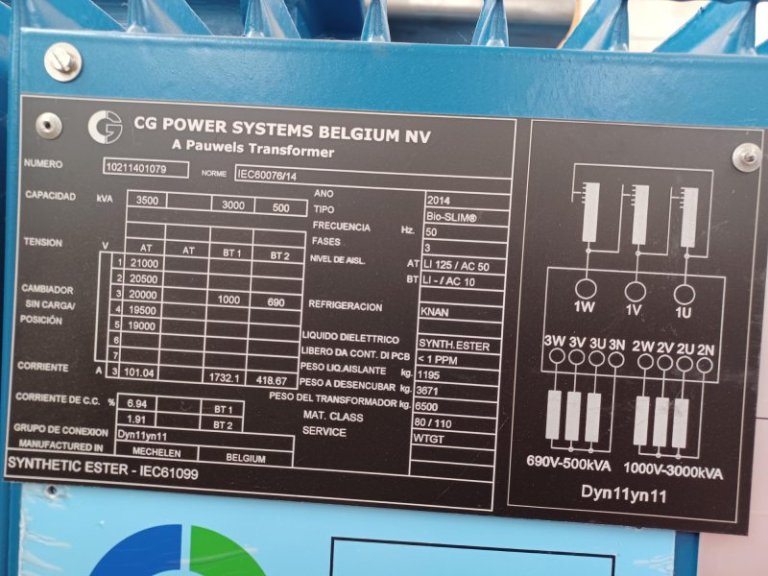 CG POWER SYSTEMS BELGIUM NV
A Pauwels Transformer
NUMERO 10211401079 NORME IEC60076/14
CAPACIDAD kVA 3500 3000 500
TENSION V AT AT BT 1 BT 2
1 21000
2 20500
CAMBIADOR SIN CARGA/ POSICIÓN 3 20000 1000 690
4 19500
5 19000
6
7
CORRIENTE A 3 101.04 1732.1 418.67
CORRIENTE DE C.C. % 6.94 BT 1
1.91 BT 2
GRUPO DE CONEXION Dyn11yn11
MANUFACTURED IN MECHELEN BELGIUM
SYNTHETIC ESTER - IEC61099
ANO 2014
TIPO Bio-SLIM®
FRECUENCIA Hz. 50
FASES 3
NIVEL DE AISL. AT LI 125 / AC 50
BT LI - / AC 10
REFRIGERACION KNAN
LIQUIDO DIELETTRICO SYNTH.ESTER
LIBERO DA CONT. DI PCB < 1 PPM
PESO LIQ.AISLANTE kg. 1195
PESO A DESENCUBAR kg. 3671
PESO DEL TRANSFORMADOR kg. 6500
MAT. CLASS 80 / 110
SERVICE WTGT
1W 1V 1U
3W 3V 3U 3N 2W 2V 2U 2N
690V-500kVA 1000V-3000kVA
Dyn11yn11